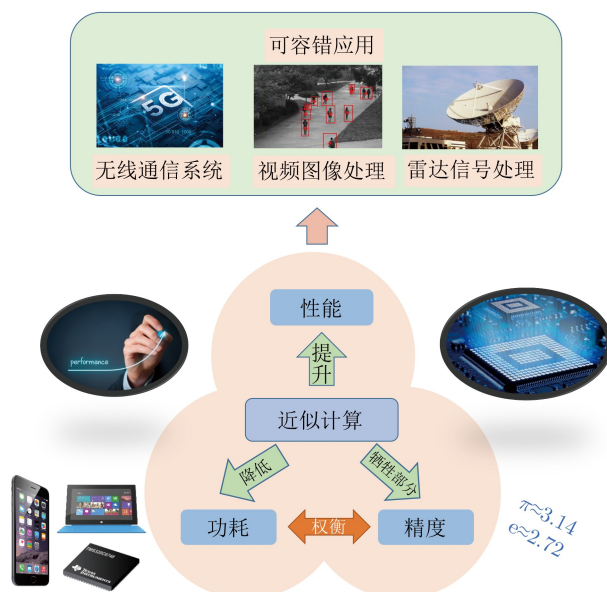 可容错应用
5G
无线通信系统
视频图像处理
雷达信号处理
性能
performance
提升
近似计算
降低
牺牲部分
功耗
权衡
精度
π≈3.14
e≈2.72
TEXAS
INSTRUMENTS